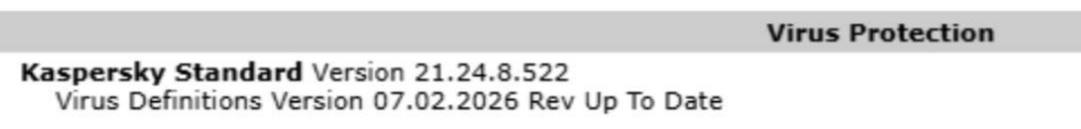 Virus Protection
Kaspersky Standard Version 21.24.8.522
Virus Definitions Version 07.02.2026 Rev Up To Date